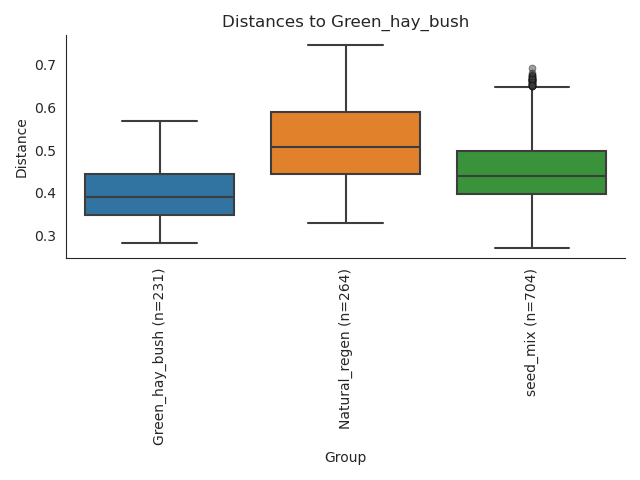 Distances to Green_hay_bush
Distance
0.7
0.6
0.5
0.4
0.3
Green_hay_bush (n=231)
Natural_regen (n=264)
seed_mix (n=704)
Group